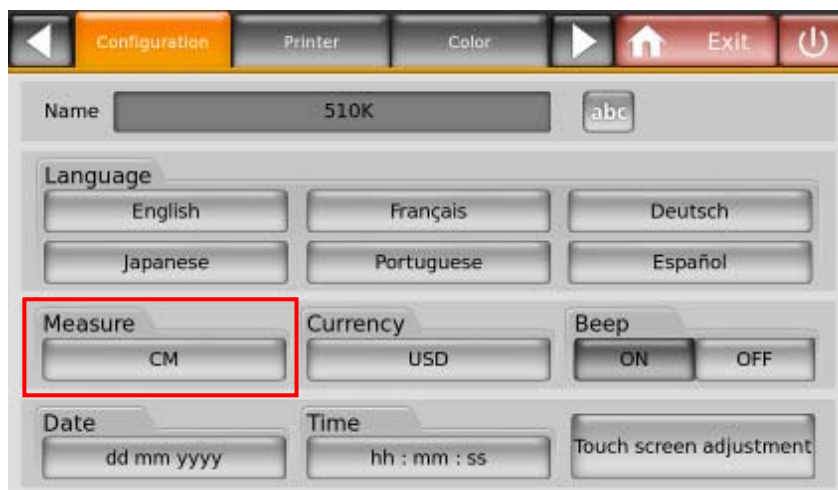 Configuration Printer Color Exit
Name 510K abc
Language
English Français Deutsch
Japanese Portuguese Español
Measure Currency Beep
CM USD ON OFF
Date Time
dd mm yyyy hh : mm : ss Touch screen adjustment